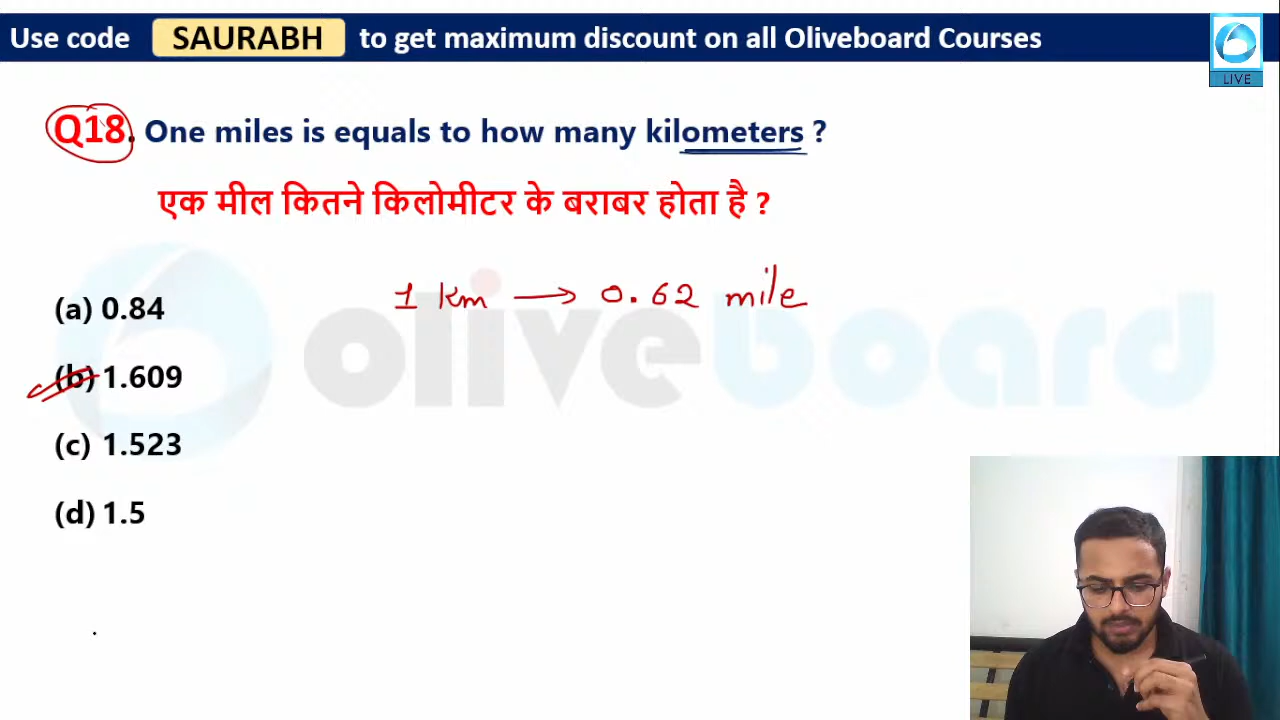 Use code SAURABH to get maximum discount on all Oliveboard Courses
LIVE
Q18. One miles is equals to how many kilometers ?
एक मील कितने किलोमीटर के बराबर होता है ?
1 km → 0.62 mile
(a) 0.84
(b) 1.609
(c) 1.523
(d) 1.5
oliveboard